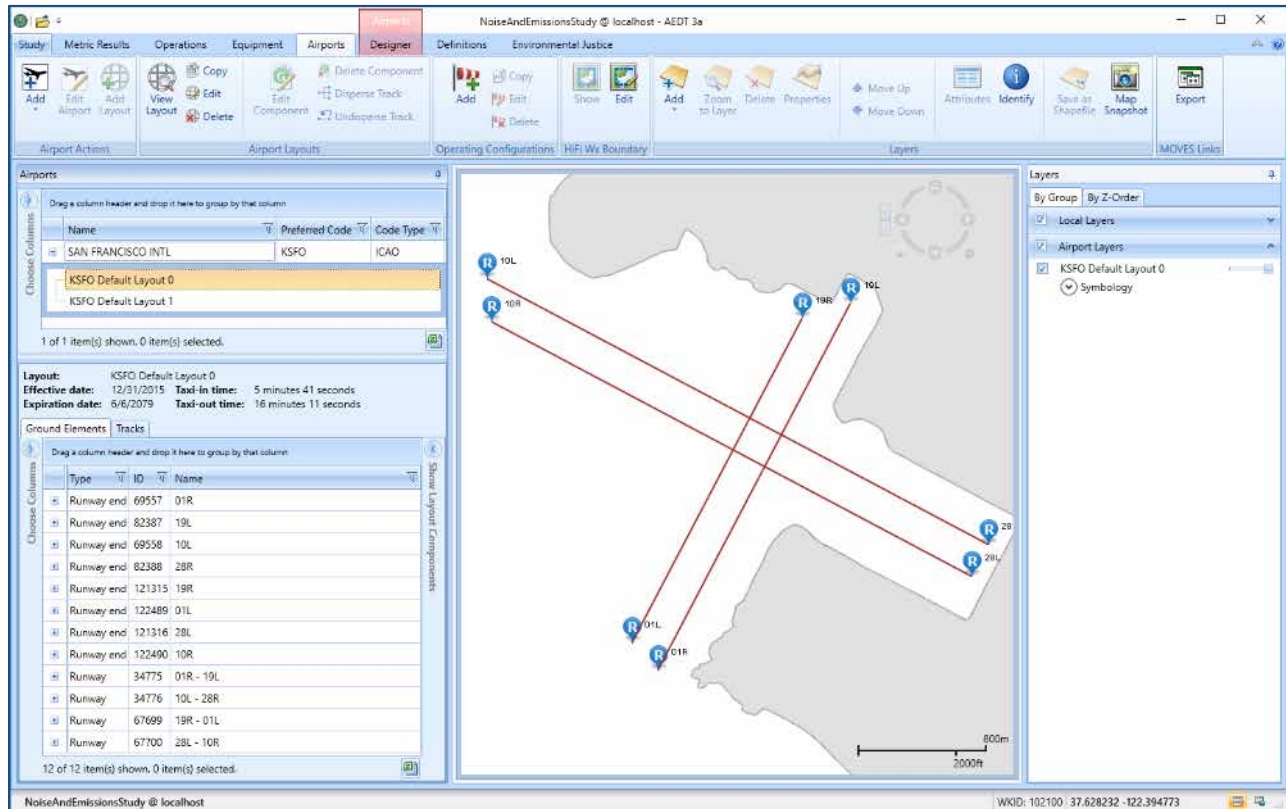 Airports
NoiseAndEmissionsStudy @ localhost - AEDT 3a
Study Metric Results Operations Equipment Airports Designer Definitions Environmental Justice
Add
Edit Airport
Add Layout
Airport Actions
View Layout
Copy
Edit
Delete
Edit Component
Delete Component
Disperse Track
Undisperse Track
Airport Layouts
Add
Copy
Edit
Delete
Operating Configurations
Show
Edit
HiFi Wx Boundary
Add
Zoom to Layer
Delete
Properties
Move Up
Move Down
Attributes
Identify
Save as Shapefile
Map Snapshot
Layers
Export
MOVES Links
Airports
Choose Columns
Drag a column header and drop it here to group by that column
Name Preferred Code Code Type
SAN FRANCISCO INTL KSFO ICAO
KSFO Default Layout 0
KSFO Default Layout 1
1 of 1 item(s) shown. 0 item(s) selected.
Layout: KSFO Default Layout 0
Effective date: 12/31/2015 Taxi-in time: 5 minutes 41 seconds
Expiration date: 6/6/2079 Taxi-out time: 16 minutes 11 seconds
Ground Elements Tracks
Choose Columns
Drag a column header and drop it here to group by that column
Type ID Name
Runway end 69557 01R
Runway end 82387 19L
Runway end 69558 10L
Runway end 82388 28R
Runway end 121315 19R
Runway end 122489 01L
Runway end 121316 28L
Runway end 122490 10R
Runway 34775 01R - 19L
Runway 34776 10L - 28R
Runway 67699 19R - 01L
Runway 67700 28L - 10R
12 of 12 item(s) shown. 0 item(s) selected.
Show Layout Components
R 10L
R 10R
R 19R
R 19L
R 28
R 28L
R 01L
R 01R
800m
2000ft
Layers
By Group By Z-Order
Local Layers
Airport Layers
KSFO Default Layout 0
Symbology
NoiseAndEmissionsStudy @ localhost
WKID: 102100 37.628232 -122.394773